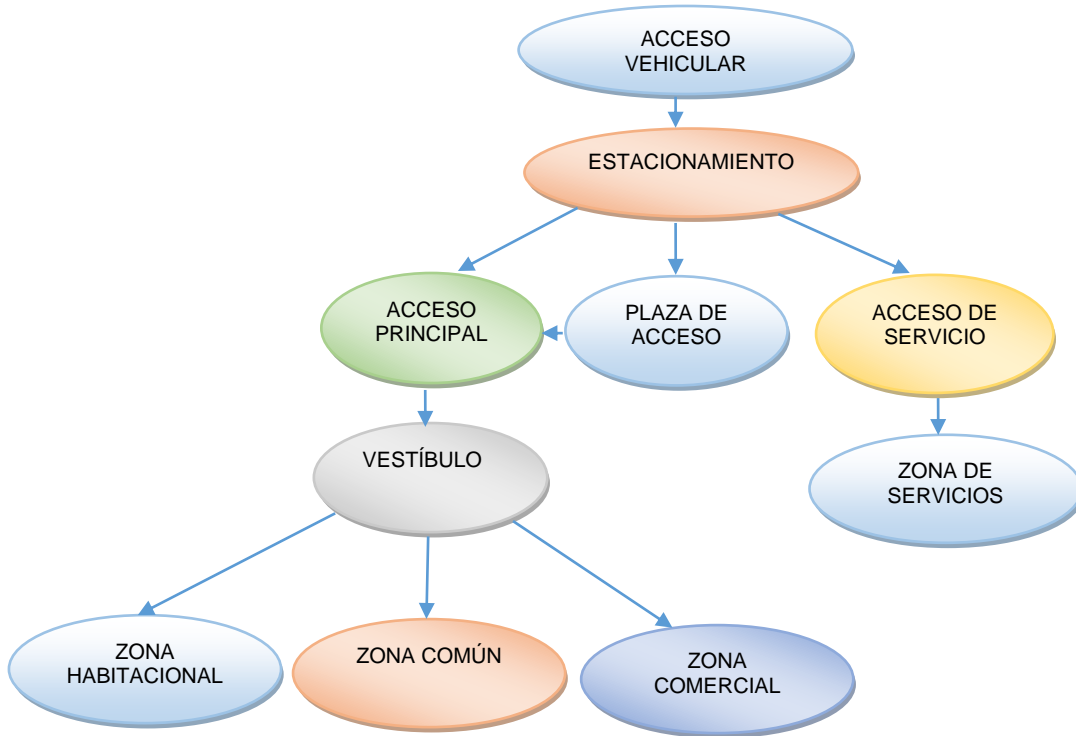 ACCESO
VEHICULAR
ESTACIONAMIENTO
ACCESO
PRINCIPAL
PLAZA DE
ACCESO
ACCESO DE
SERVICIO
VESTÍBULO
ZONA DE
SERVICIOS
ZONA
HABITACIONAL
ZONA COMÚN
ZONA
COMERCIAL